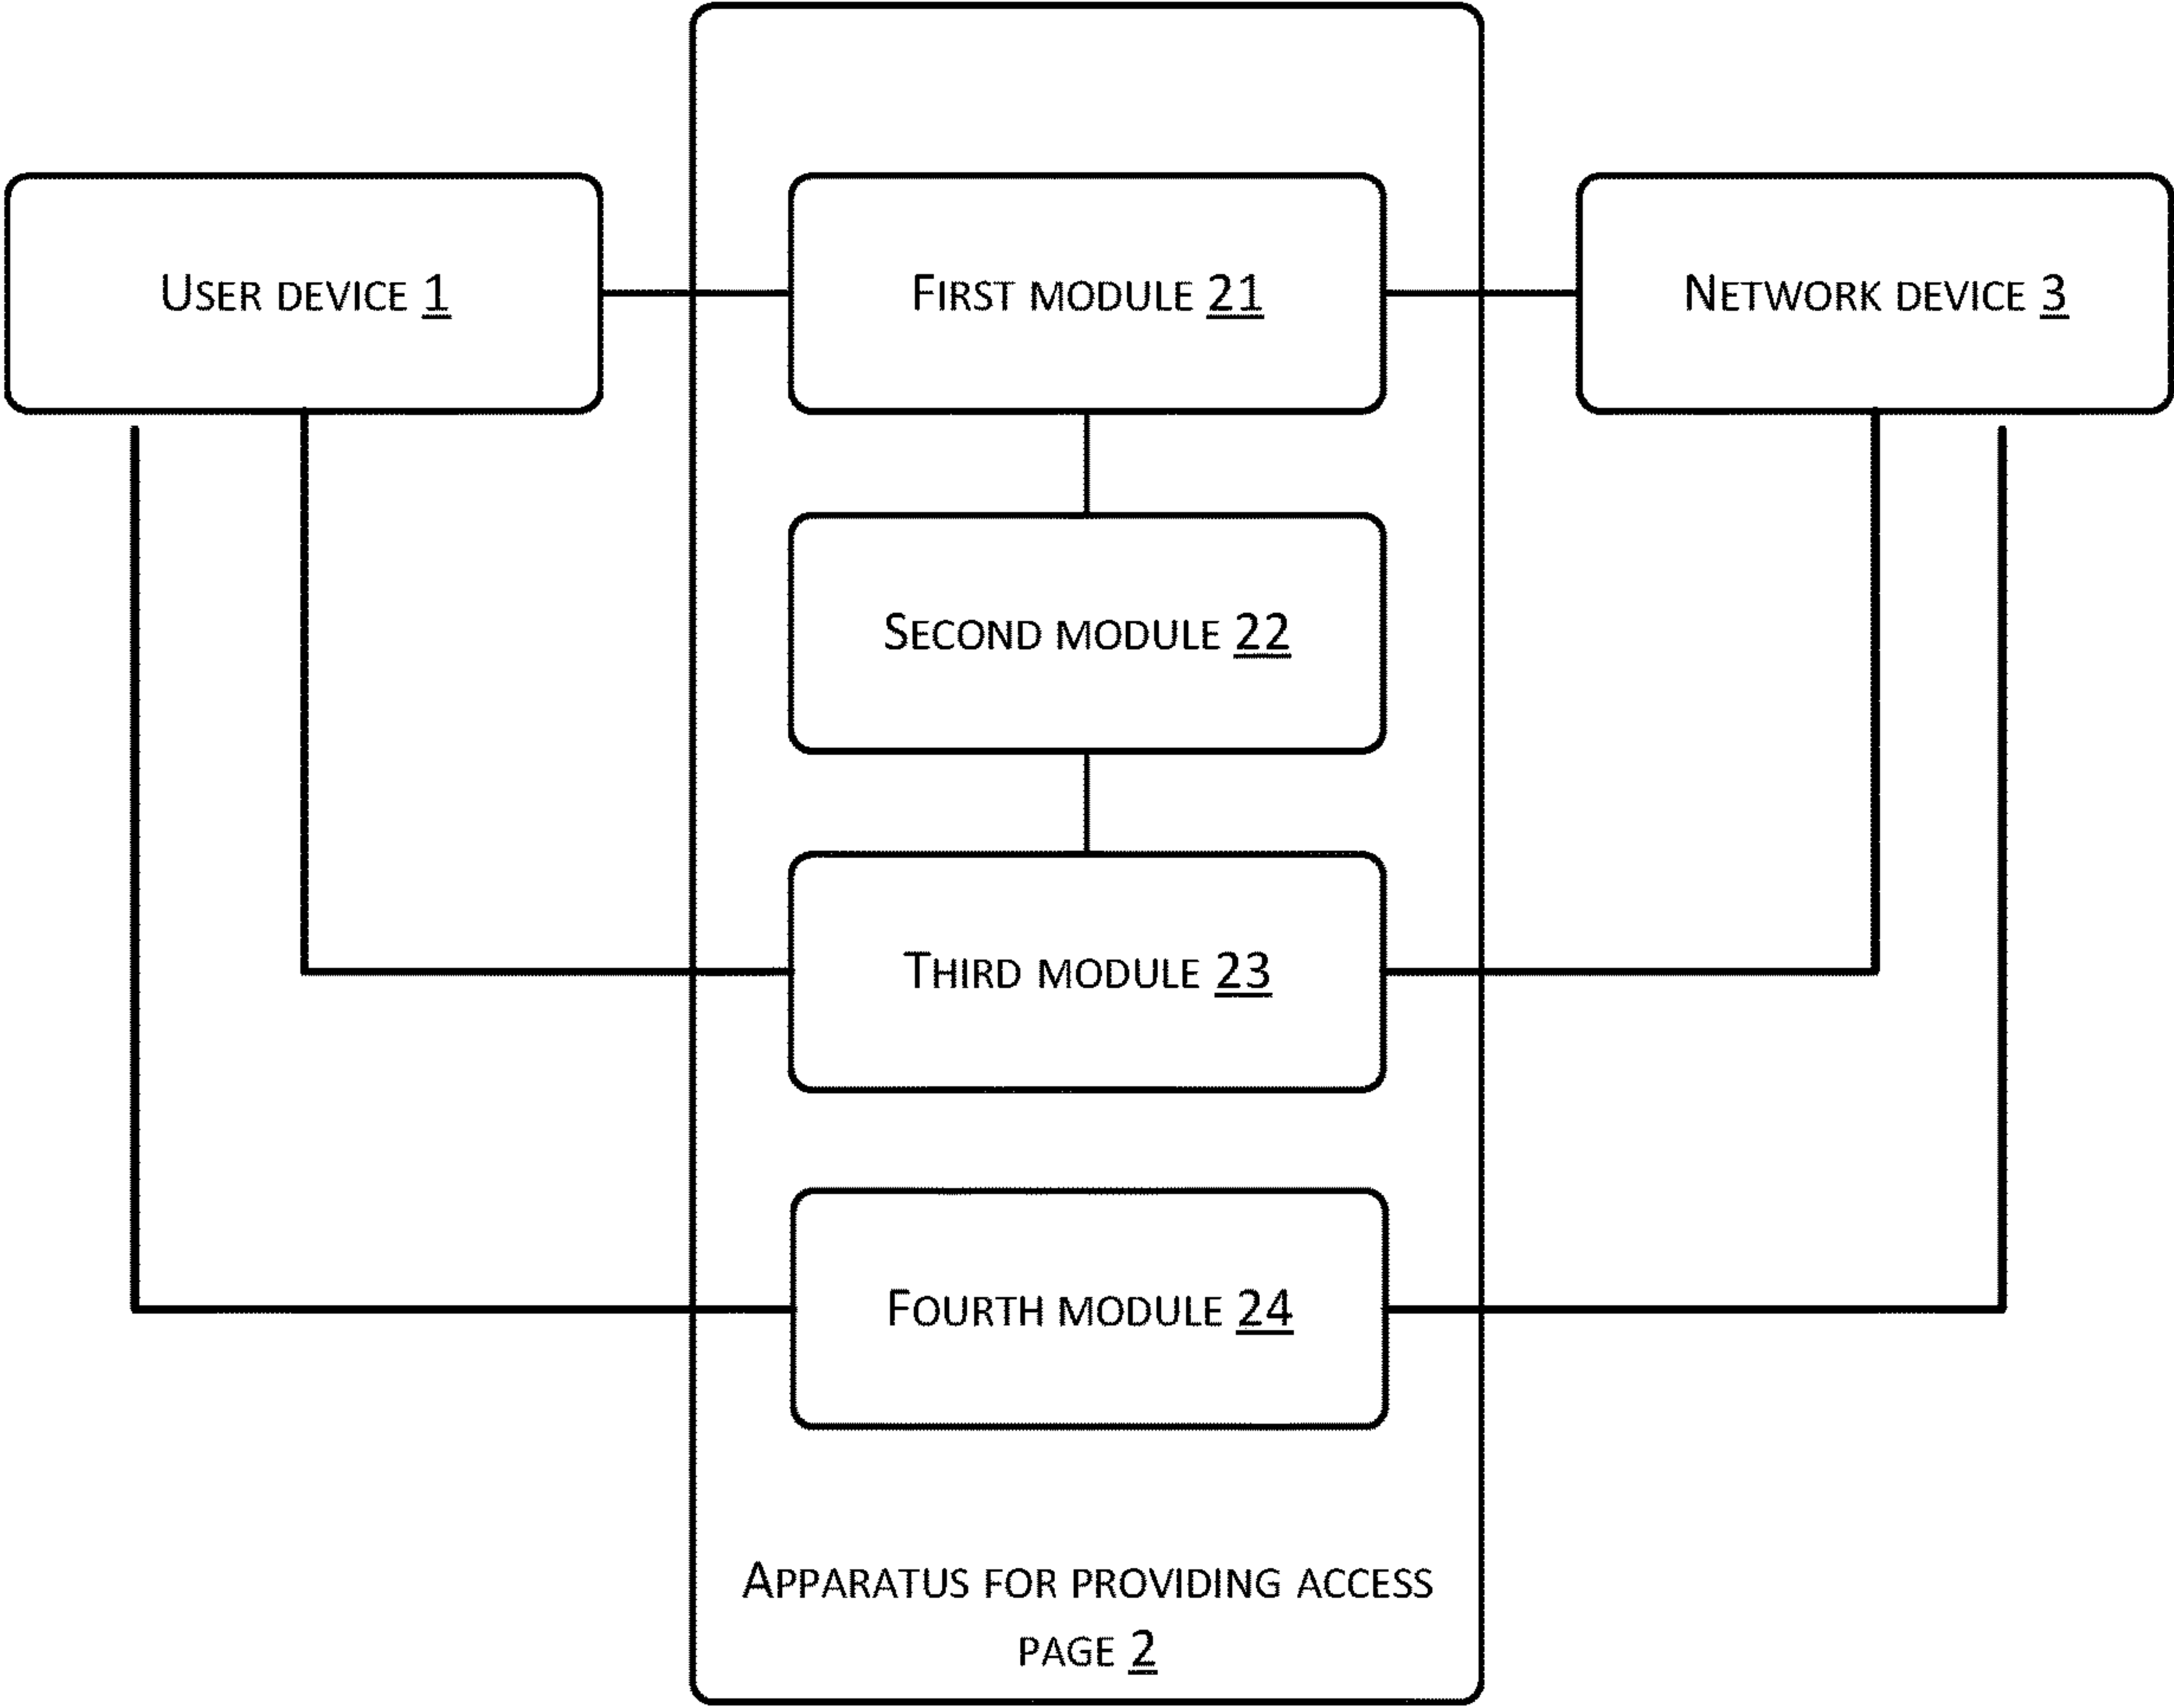 USER DEVICE 1
FIRST MODULE 21
NETWORK DEVICE 3
SECOND MODULE 22
THIRD MODULE 23
FOURTH MODULE 24
APPARATUS FOR PROVIDING ACCESS
PAGE 2